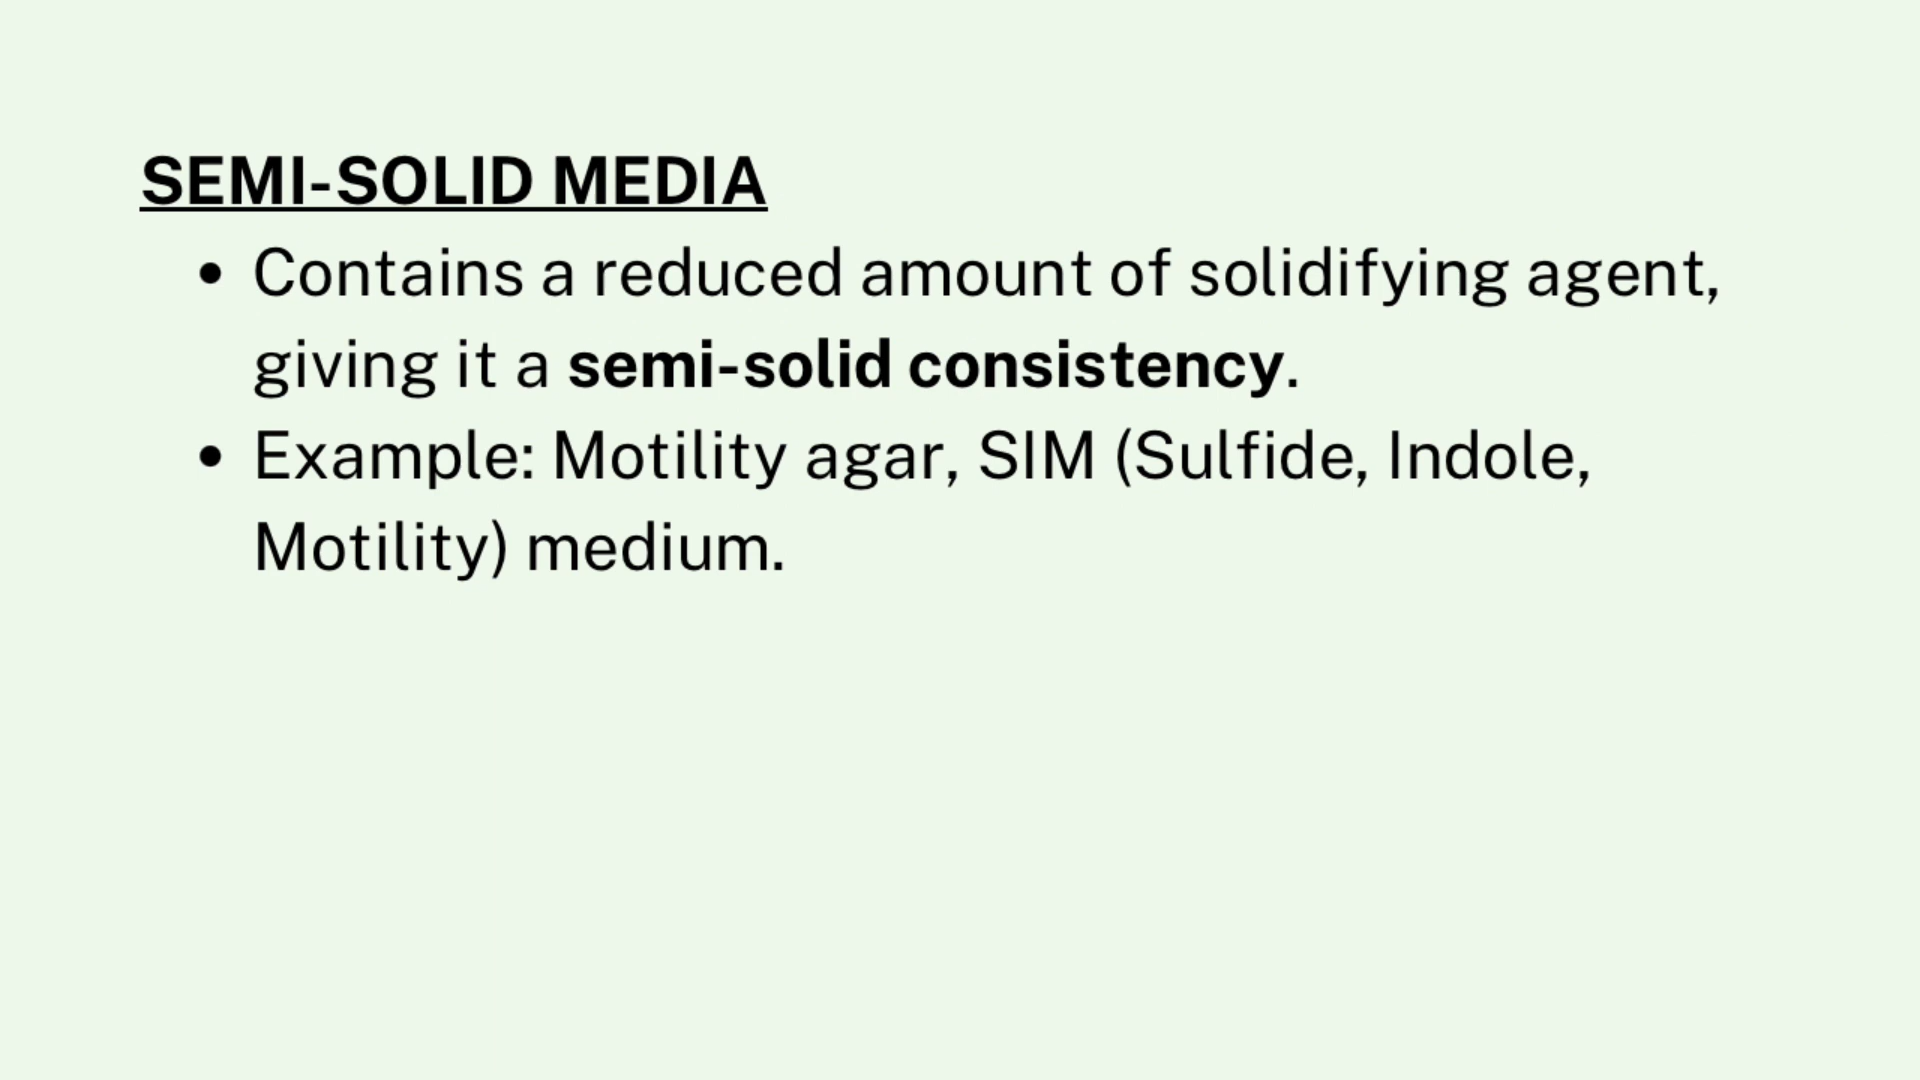 SEMI-SOLID MEDIA
• Contains a reduced amount of solidifying agent,
giving it a semi-solid consistency.
• Example: Motility agar, SIM (Sulfide, Indole,
Motility) medium.